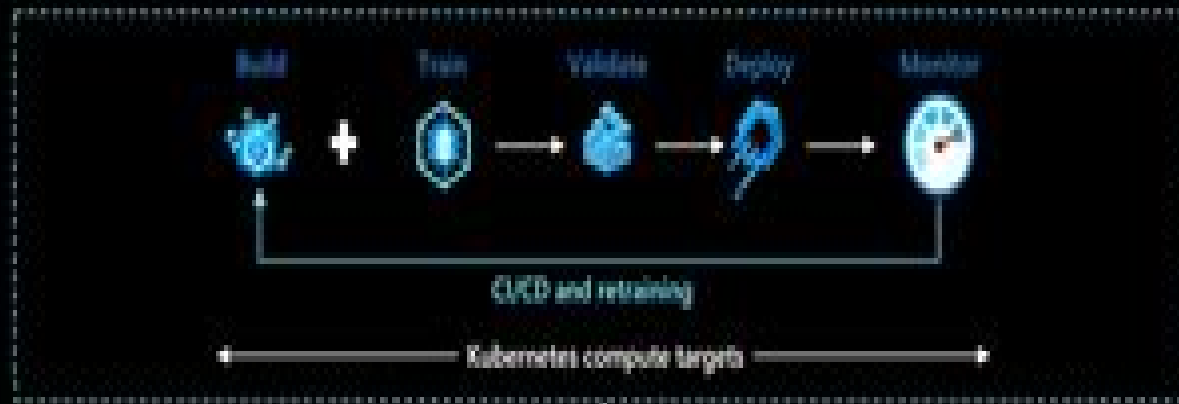 Build
Train
Validate
Deploy
Monitor
CI/CD and retraining
Kubernetes compute targets